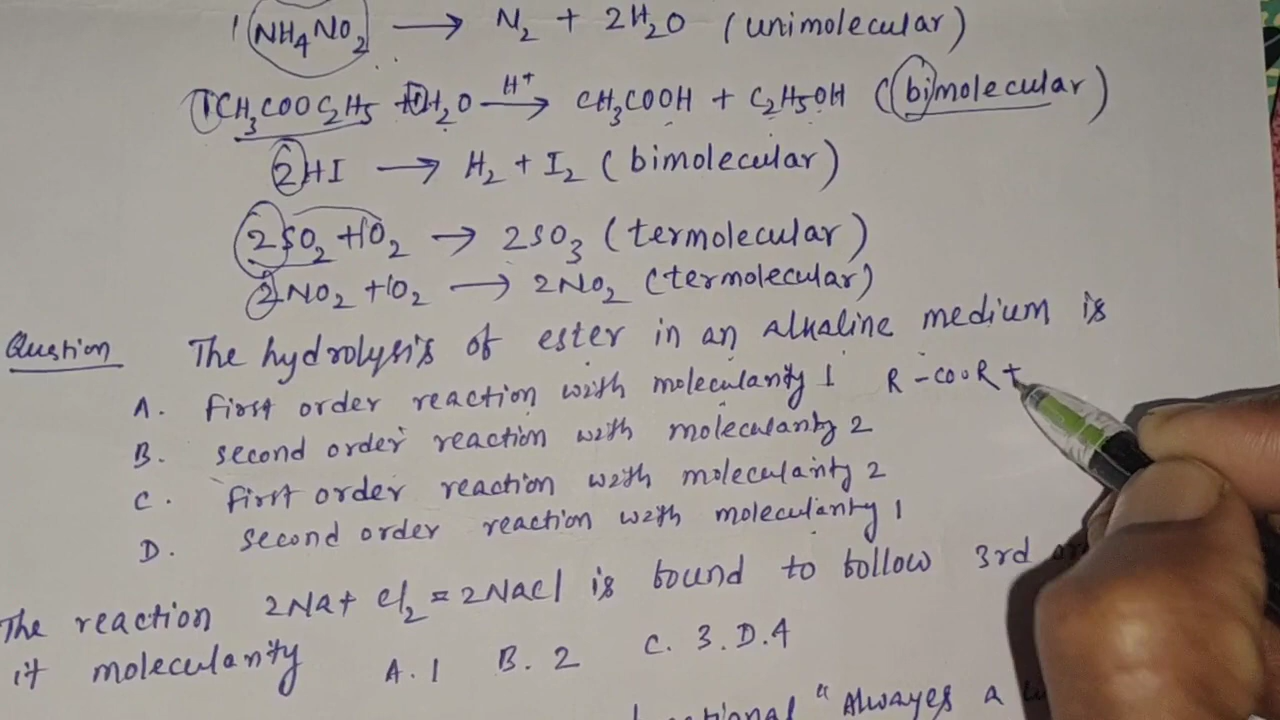 1 NH4NO2 → N2 + 2H2O (unimolecular)
1CH3COOC2H5 + 1H2O H+→ CH3COOH + C2H5OH (bimolecular)
2HI → H2 + I2 (bimolecular)
2SO2 + 1O2 → 2SO3 (termolecular)
2NO2 + 1O2 → 2NO2 (termolecular)
Question The hydrolysis of ester in an alkaline medium is
A. first order reaction with molecularity 1 R-COOR +
B. second order reaction with molecularity 2
C. first order reaction with molecularity 2
D. second order reaction with molecularity 1
The reaction 2Na + Cl2 = 2NaCl is bound to follow 3rd
it molecularity A. 1 B. 2 C. 3. D. 4
"Always a